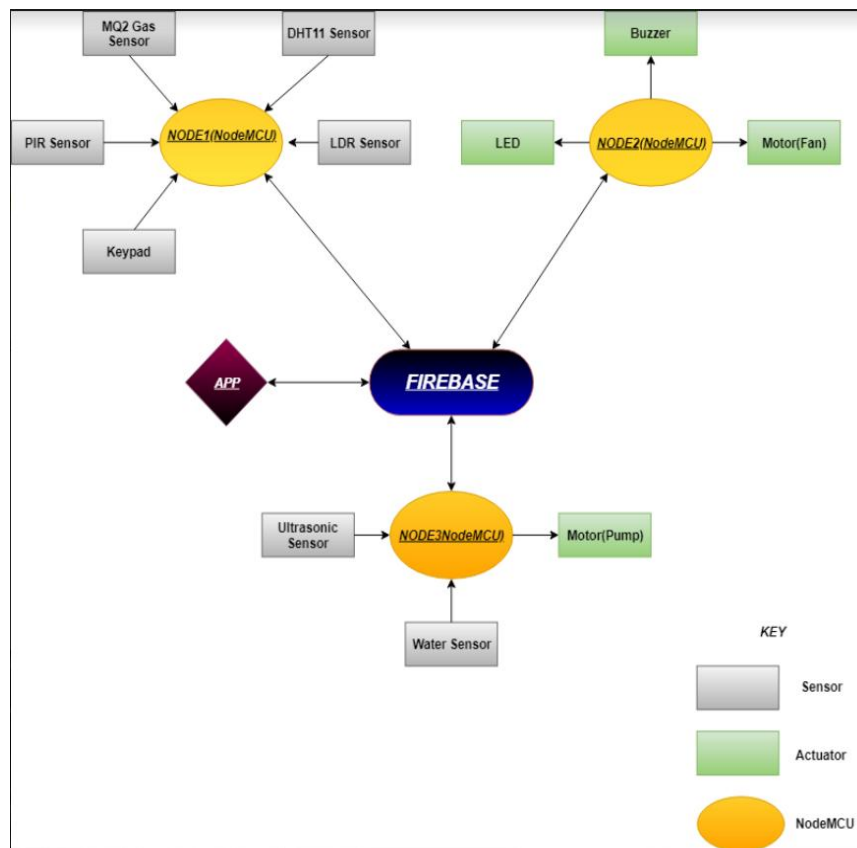 MQ2 Gas
Sensor
DHT11 Sensor
Buzzer
PIR Sensor
NODE1(NodeMCU)
LDR Sensor
LED
NODE2(NodeMCU)
Motor(Fan)
Keypad
APP
FIREBASE
Ultrasonic
Sensor
NODE3NodeMCU)
Motor(Pump)
Water Sensor
KEY
Sensor
Actuator
NodeMCU